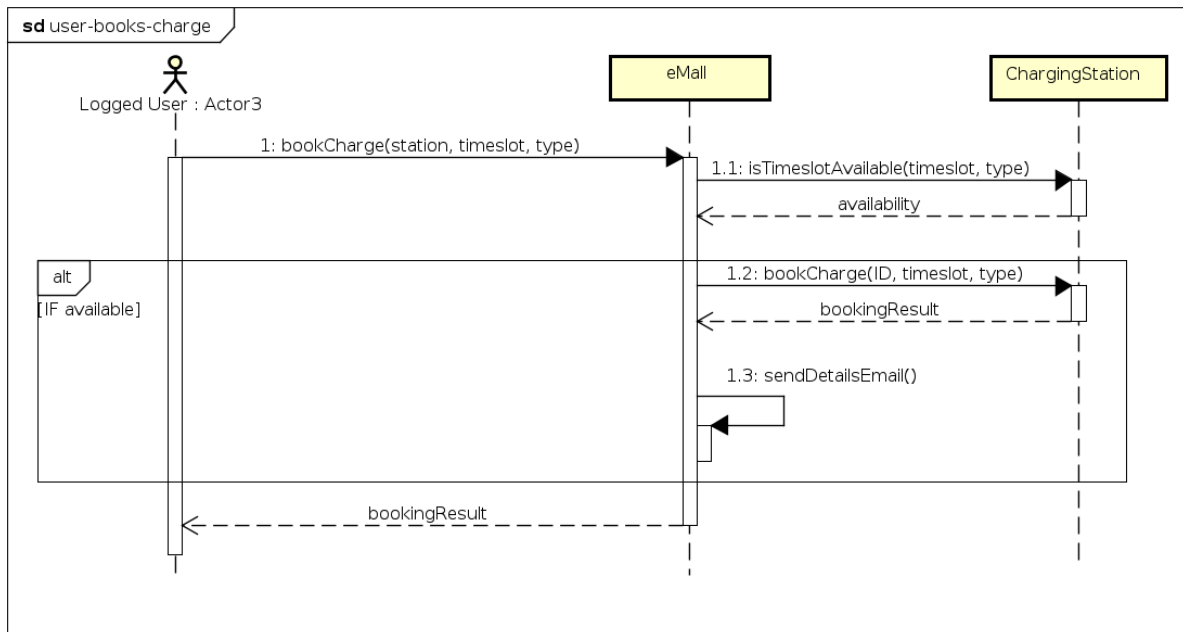 sd user-books-charge
Logged User : Actor3
eMall
ChargingStation
1: bookCharge(station, timeslot, type)
1.1: isTimeslotAvailable(timeslot, type)
availability
alt
[IF available]
1.2: bookCharge(ID, timeslot, type)
bookingResult
1.3: sendDetailsEmail()
bookingResult